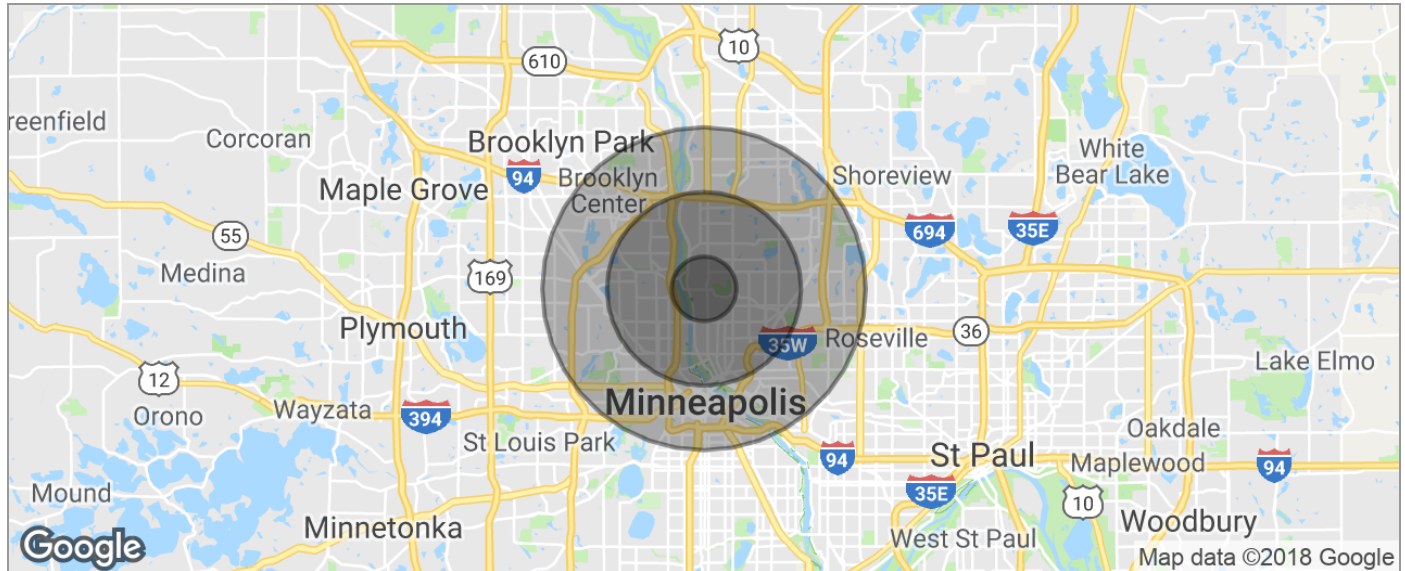 10
610
reenfield
Corcoran
Brooklyn Park
White
Bear Lake
94
Brooklyn
Center
Shoreview
Maple Grove
694
35E
55
Medina
169
Plymouth
35W
Roseville
36
Lake Elmo
12
Orono
Wayzata
394
Minneapolis
St Louis Park
Oakdale
94
St Paul
Maplewood
94
Mound
35E
10
Minnetonka
Woodbury
West St Paul
Google
Map data ©2018 Google